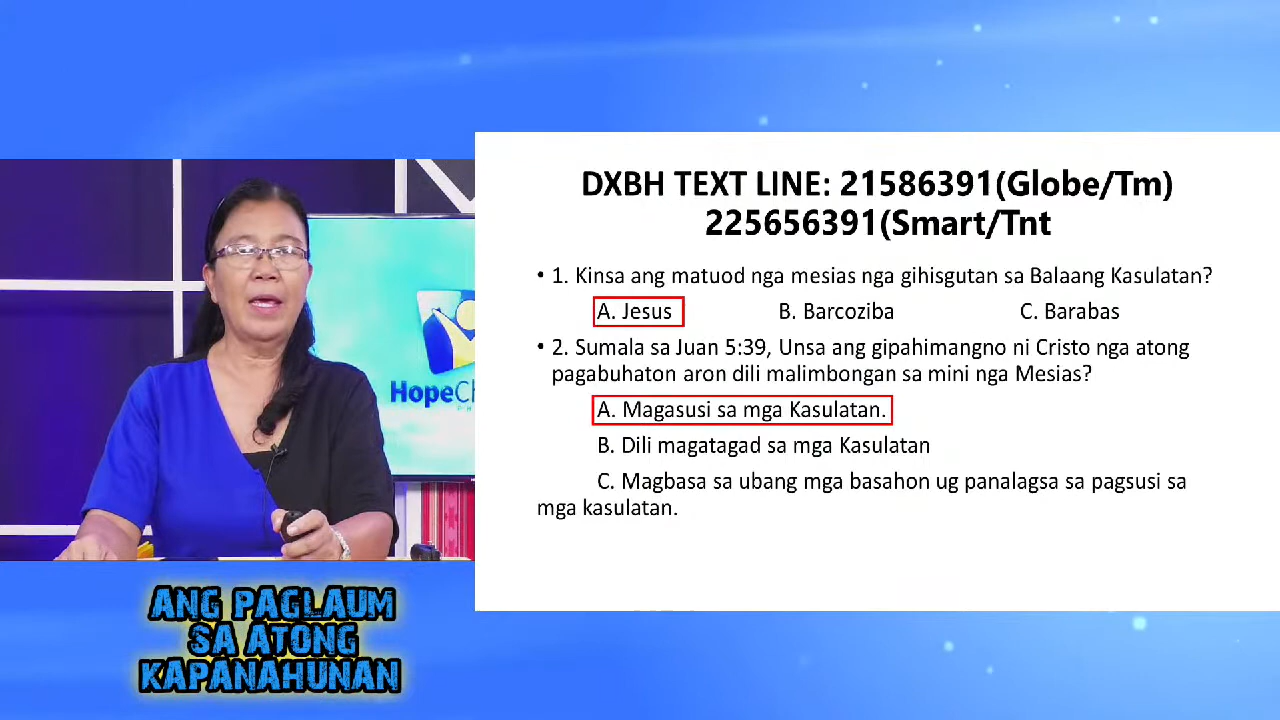 DXBH TEXT LINE: 21586391(Globe/Tm)
225656391(Smart/Tnt
• 1. Kinsa ang matuod nga mesias nga gihisgutan sa Balaang Kasulatan?
A. Jesus B. Barcoziba C. Barabas
• 2. Sumala sa Juan 5:39, Unsa ang gipahimangno ni Cristo nga atong
pagabuhaton aron dili malimbongan sa mini nga Mesias?
A. Magasusi sa mga Kasulatan.
B. Dili magatagad sa mga Kasulatan
C. Magbasa sa ubang mga basahon ug panalagsa sa pagsusi sa
mga kasulatan.
HopeCh
ANG PAGLAUM
SA ATONG
KAPANAHUNAN